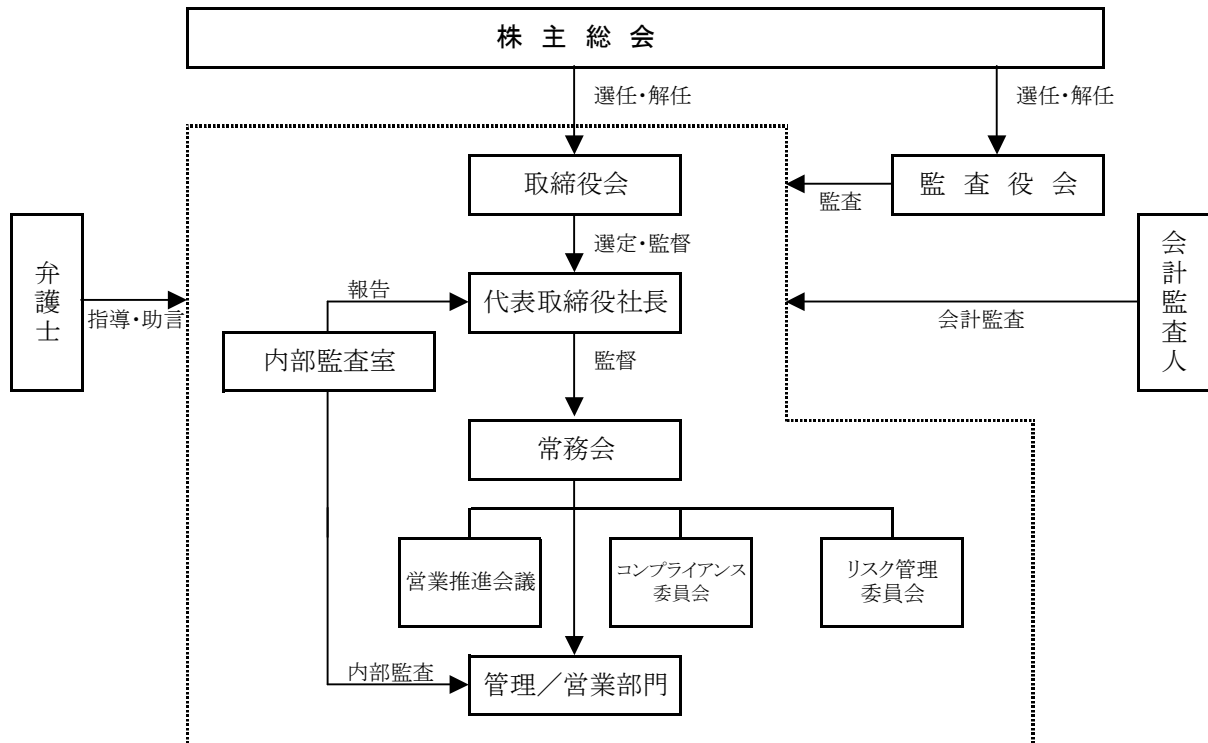 株 主 総 会
選任・解任
選任・解任
取締役会
監 査 役 会
監査
選定・監督
弁護士
指導・助言
報告
代表取締役社長
会計監査
会計監査人
内部監査室
監督
常務会
営業推進会議
コンプライアンス
委員会
リスク管理
委員会
内部監査
管理／営業部門